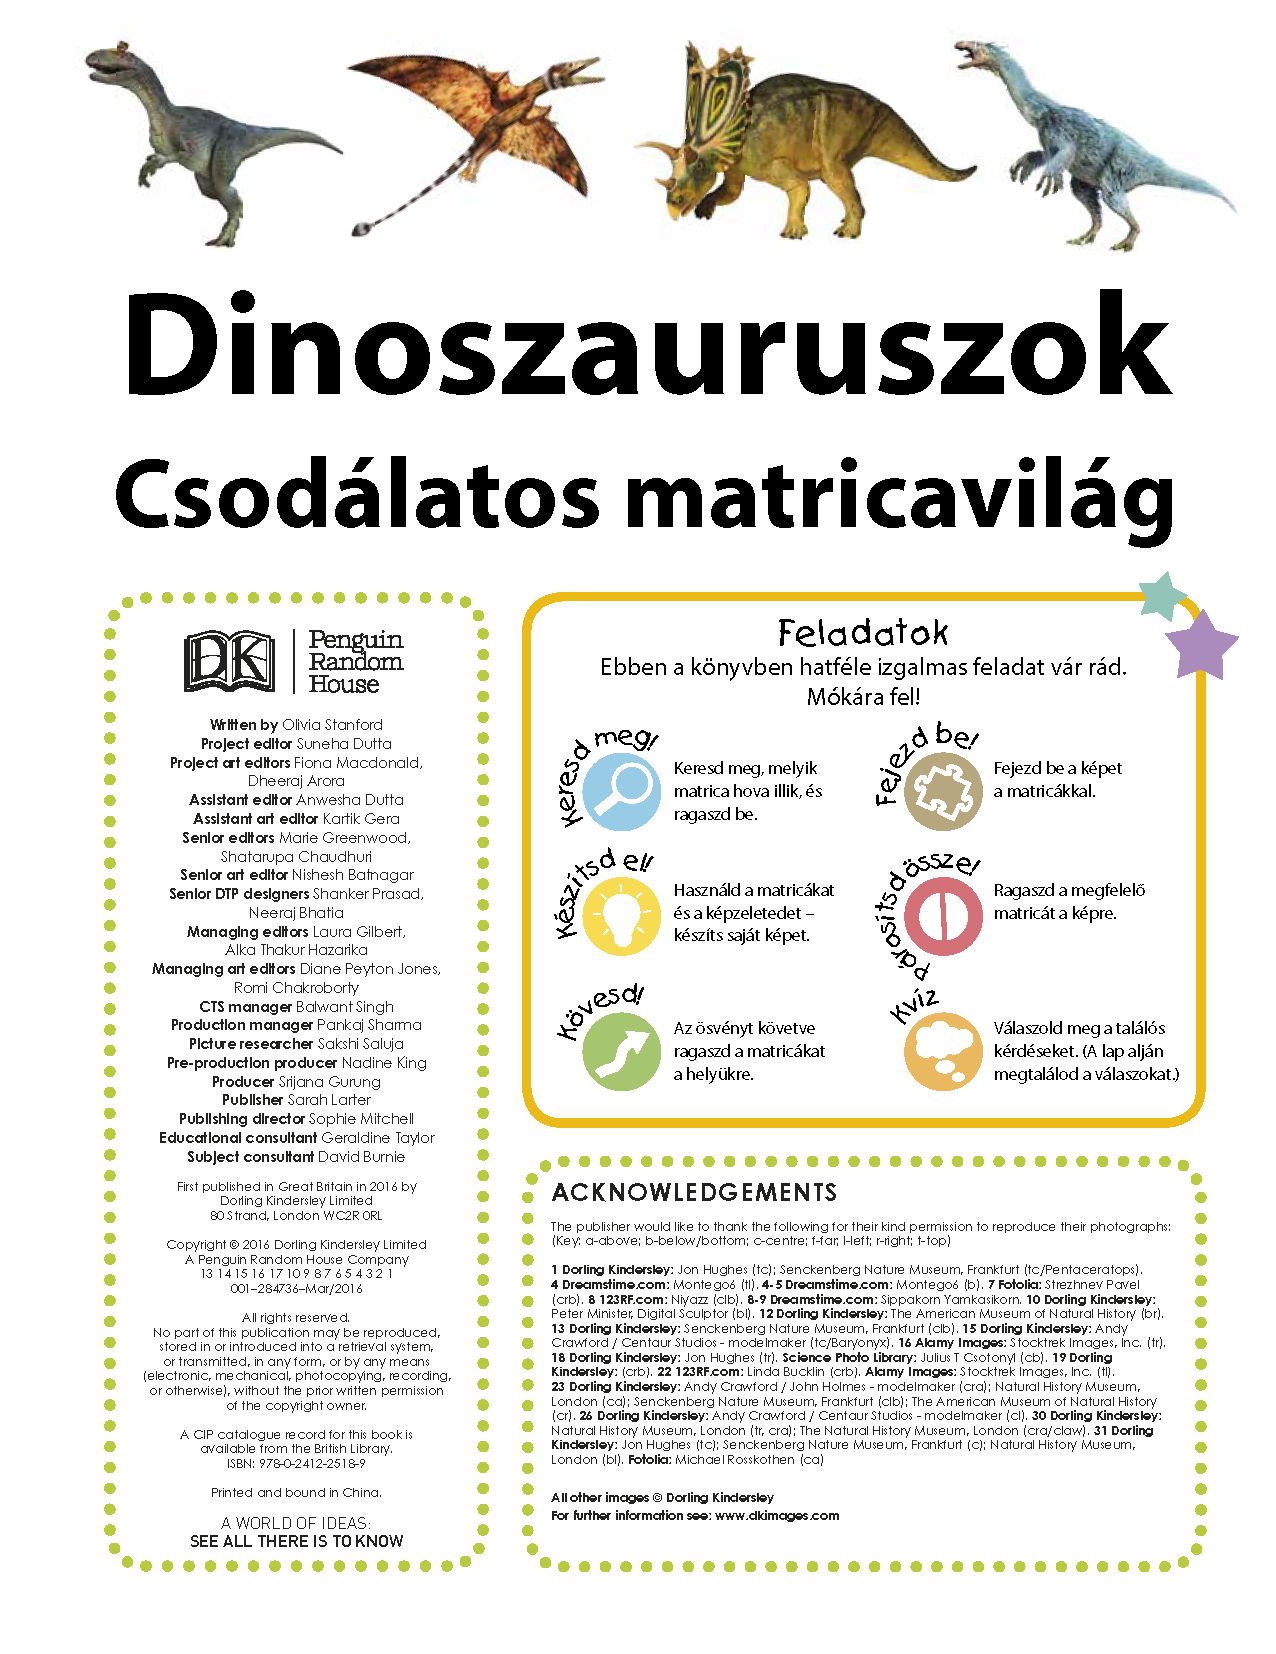 Dinoszauruszok
Csodálatos matricavilág
DK
Penguin
Random
House
Written by Olivia Stanford
Project editor Suneha Dutta
Project art editors Fiona Macdonald,
Dheeraj Arora
Assistant editor Anwesha Dutta
Assistant art editor Kartik Gera
Senior editors Marie Greenwood,
Shatarupa Chaudhuri
Senior art editor Nishesh Batnagar
Senior DTP designers Shanker Prasad,
Neeraj Bhatia
Managing editors Laura Gilbert,
Alka Thakur Hazarika
Managing art editors Diane Peyton Jones,
Romi Chakroborty
CTS manager Balwant Singh
Production manager Pankaj Sharma
Picture researcher Sakshi Saluja
Pre-production producer Nadine King
Producer Srijana Gurung
Publisher Sarah Larter
Publishing director Sophie Mitchell
Educational consultant Geraldine Taylor
Subject consultant David Burnie
First published in Great Britain in 2016 by
Dorling Kindersley Limited
80 Strand, London WC2R 0RL
Copyright © 2016 Dorling Kindersley Limited
A Penguin Random House Company
13 14 15 16 17 10 9 8 7 6 5 4 3 2 1
001–284736–Mar/2016
All rights reserved.
No part of this publication may be reproduced,
stored in or introduced into a retrieval system,
or transmitted, in any form, or by any means
(electronic, mechanical, photocopying, recording,
or otherwise), without the prior written permission
of the copyright owner.
A CIP catalogue record for this book is
available from the British Library.
ISBN: 978-0-2412-2518-9
Printed and bound in China.
A WORLD OF IDEAS:
SEE ALL THERE IS TO KNOW
Feladatok
Ebben a könyvben hatféle izgalmas feladat vár rád.
Mókára fel!
Keresd meg!
Keresd meg, melyik
matrica hova illik, és
ragaszd be.
Fejezd be!
Fejezd be a képet
a matricákkal.
Készítsd el!
Használd a matricákat
és a képzeletedet –
készíts saját képet.
Párosítsd össze!
Ragaszd a megfelelő
matricát a képre.
Kövesd!
Az ösvényt követve
ragaszd a matricákat
a helyükre.
Kvíz
Válaszold meg a találós
kérdéseket. (A lap alján
megtalálod a válaszokat.)
ACKNOWLEDGEMENTS
The publisher would like to thank the following for their kind permission to reproduce their photographs:
(Key: a-above; b-below/bottom; c-centre; f-far; l-left; r-right; t-top)
1 Dorling Kindersley: Jon Hughes (tc); Senckenberg Nature Museum, Frankfurt (tc/Pentaceratops).
4 Dreamstime.com: Montego6 (tl). 4-5 Dreamstime.com: Montego6 (b). 7 Fotolia: Strezhnev Pavel
(crb). 8 123RF.com: Niyazz (clb). 8-9 Dreamstime.com: Sippakorn Yamkasikorn. 10 Dorling Kindersley:
Peter Minister, Digital Sculptor (bl). 12 Dorling Kindersley: The American Museum of Natural History (br).
13 Dorling Kindersley: Senckenberg Nature Museum, Frankfurt (clb). 15 Dorling Kindersley: Andy
Crawford / Centaur Studios - modelmaker (tc/Baryonyx). 16 Alamy Images: Stocktrek Images, Inc. (tr).
18 Dorling Kindersley: Jon Hughes (tr). Science Photo Library: Julius T Csotonyl (cb). 19 Dorling
Kindersley: (crb). 22 123RF.com: Linda Bucklin (crb). Alamy Images: Stocktrek Images, Inc. (tl).
23 Dorling Kindersley: Andy Crawford / John Holmes - modelmaker (cra); Natural History Museum,
London (ca); Senckenberg Nature Museum, Frankfurt (clb); The American Museum of Natural History
(cr). 26 Dorling Kindersley: Andy Crawford / Centaur Studios - modelmaker (cl). 30 Dorling Kindersley:
Natural History Museum, London (tr, cra); The Natural History Museum, London (cra/claw). 31 Dorling
Kindersley: Jon Hughes (tc); Senckenberg Nature Museum, Frankfurt (c); Natural History Museum,
London (bl). Fotolia: Michael Rosskothen (ca)
All other images © Dorling Kindersley
For further information see: www.dkimages.com